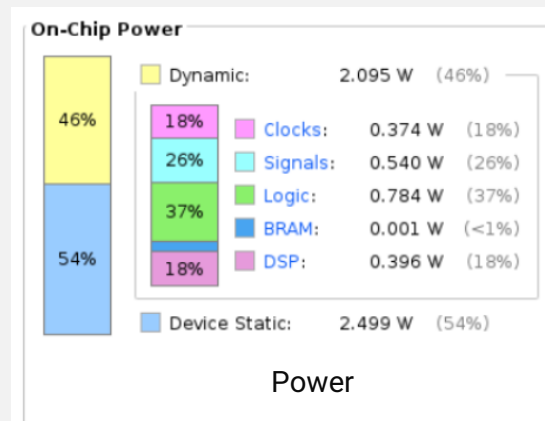 On-Chip Power
46%
54%
Dynamic: 2.095 W (46%)
18% Clocks: 0.374 W (18%)
26% Signals: 0.540 W (26%)
37% Logic: 0.784 W (37%)
BRAM: 0.001 W (<1%)
18% DSP: 0.396 W (18%)
Device Static: 2.499 W (54%)
Power